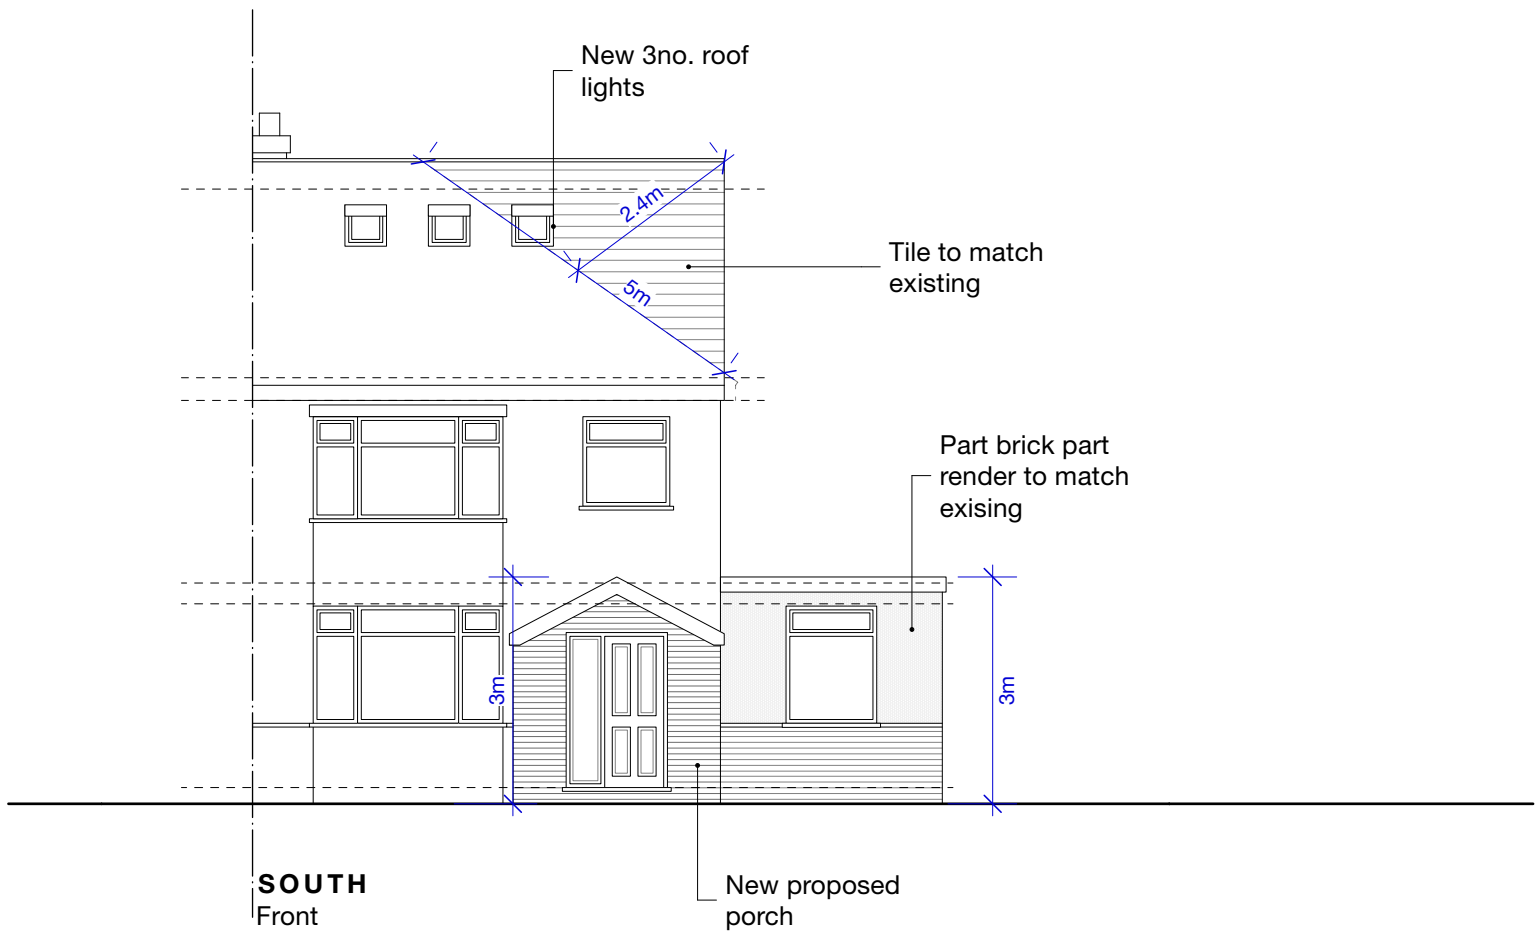 New 3no. roof
lights
2.4m
Tile to match
existing
5m
Part brick part
render to match
exising
3m
3m
SOUTH
Front
New proposed
porch